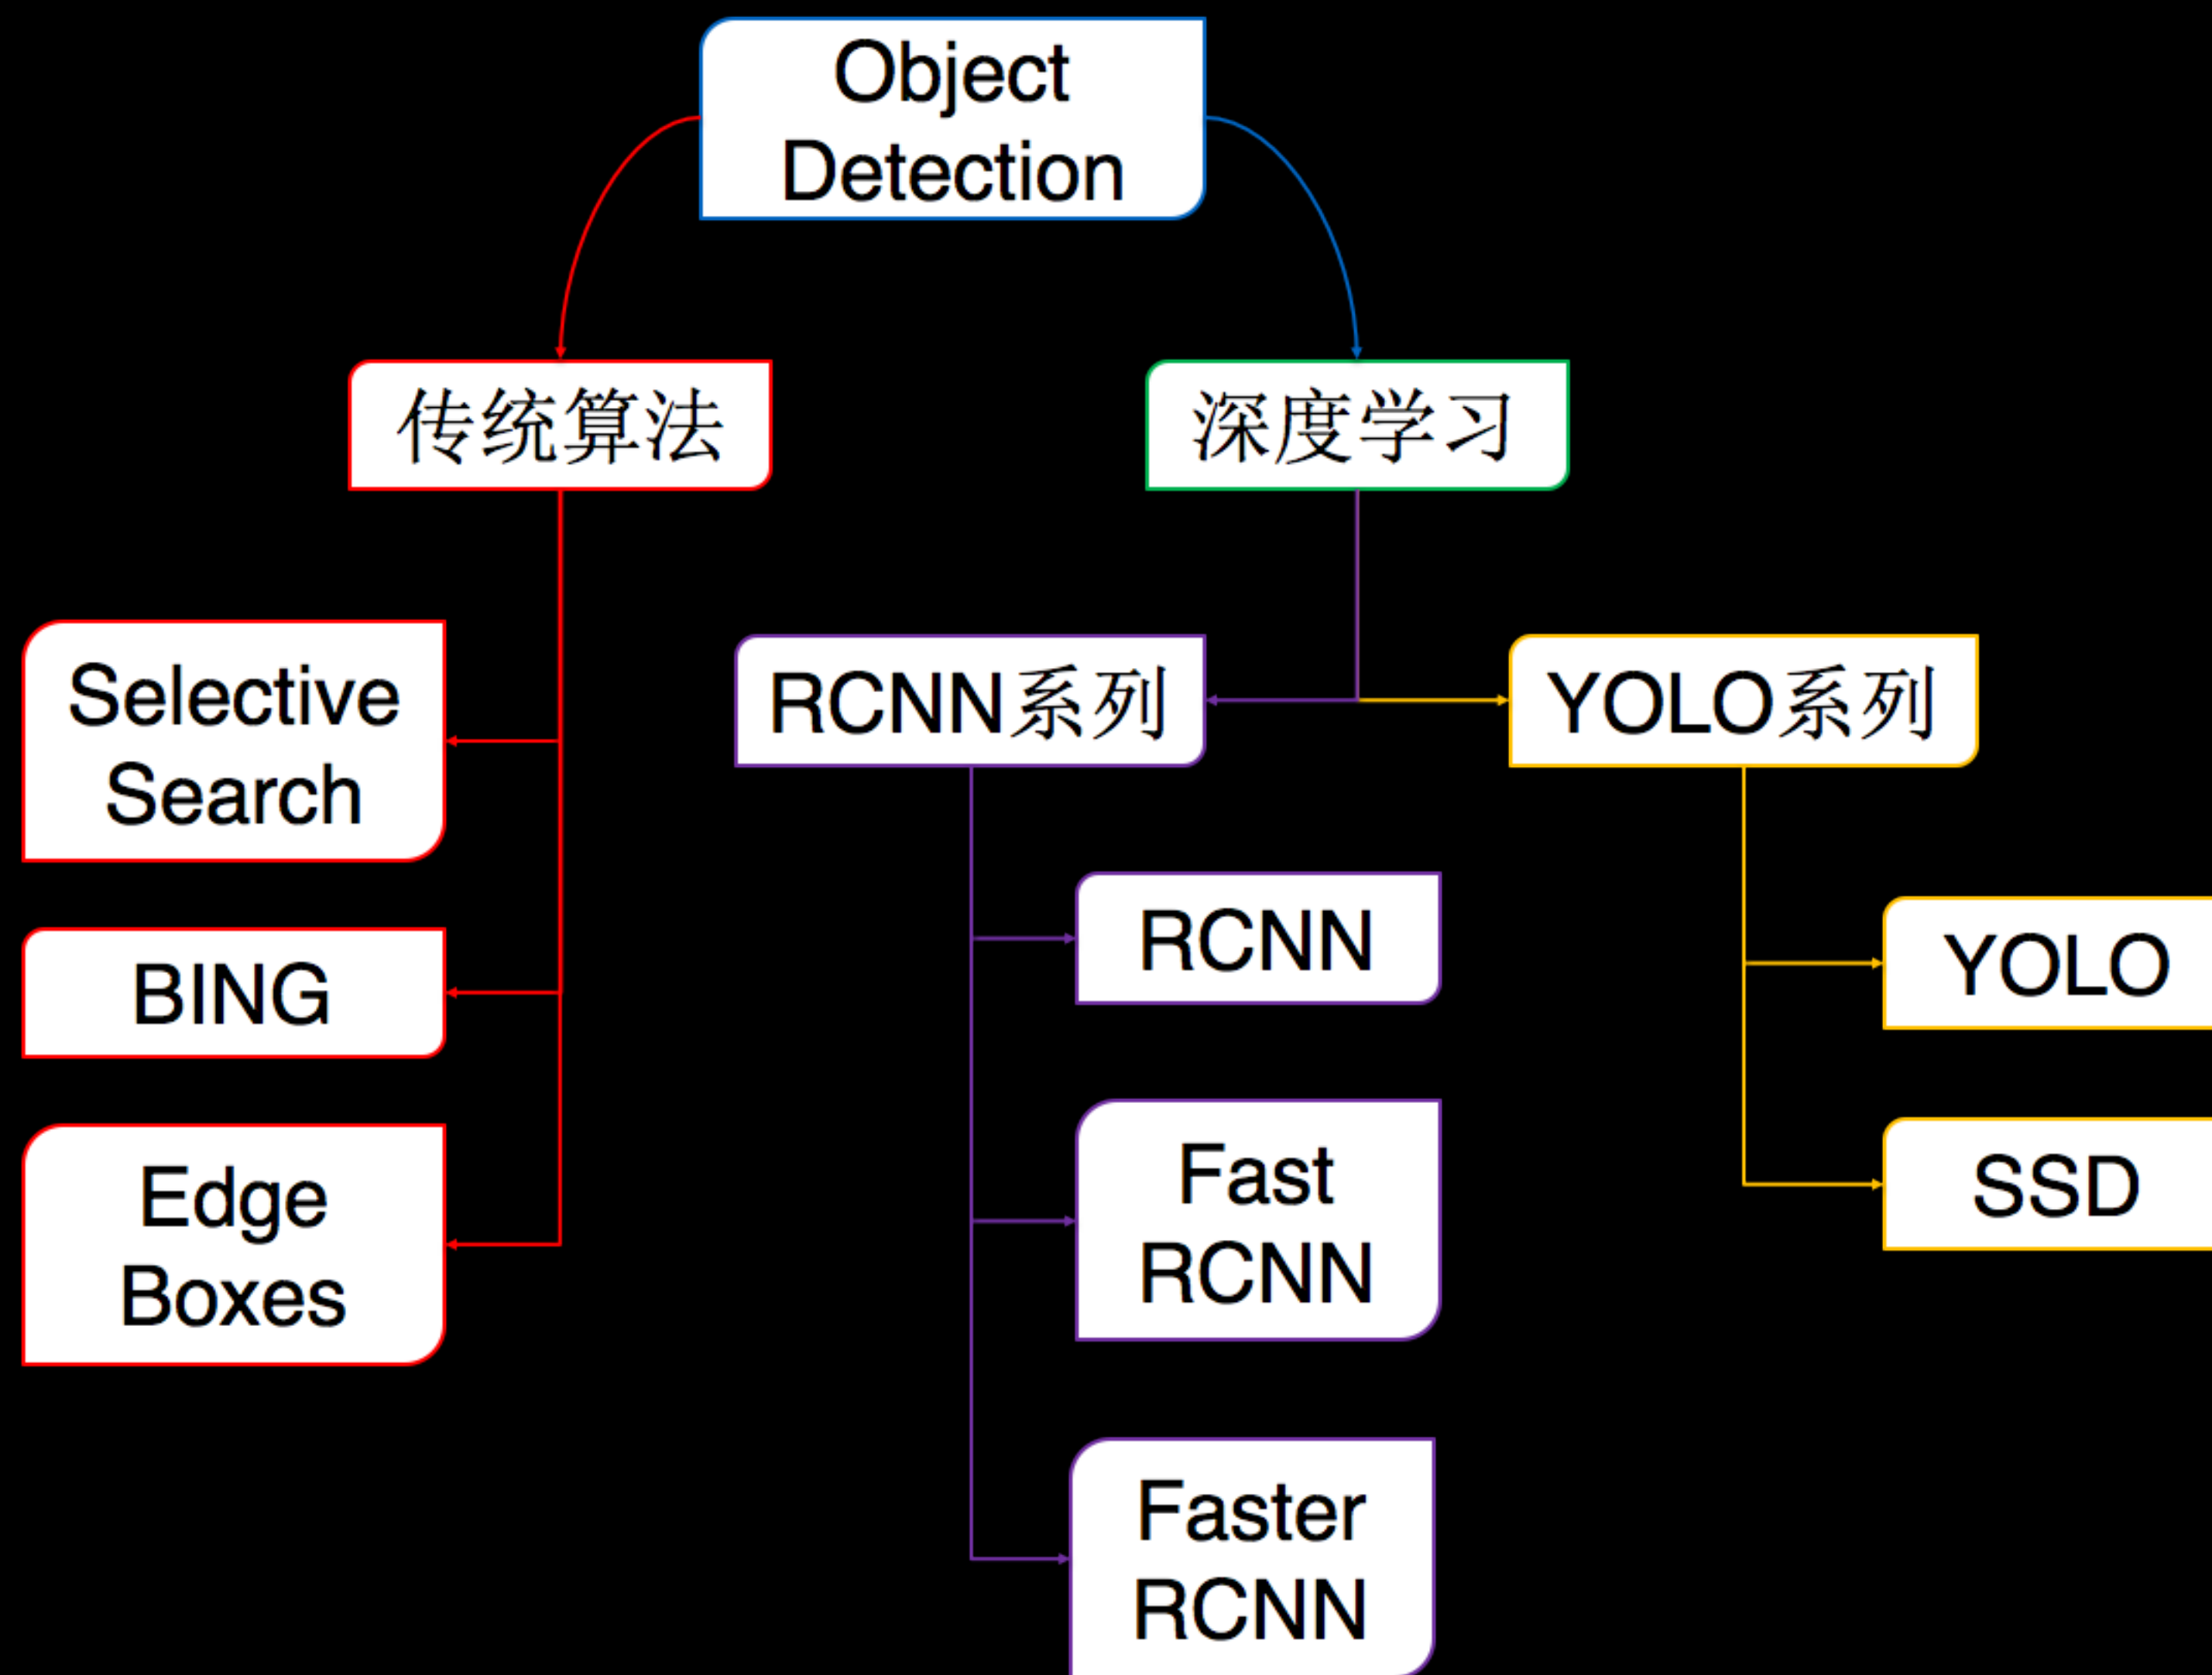 Object
Detection
传统算法
深度学习
Selective
Search
BING
Edge
Boxes
RCNN系列
RCNN
Fast
RCNN
Faster
RCNN
YOLO系列
YOLO
SSD